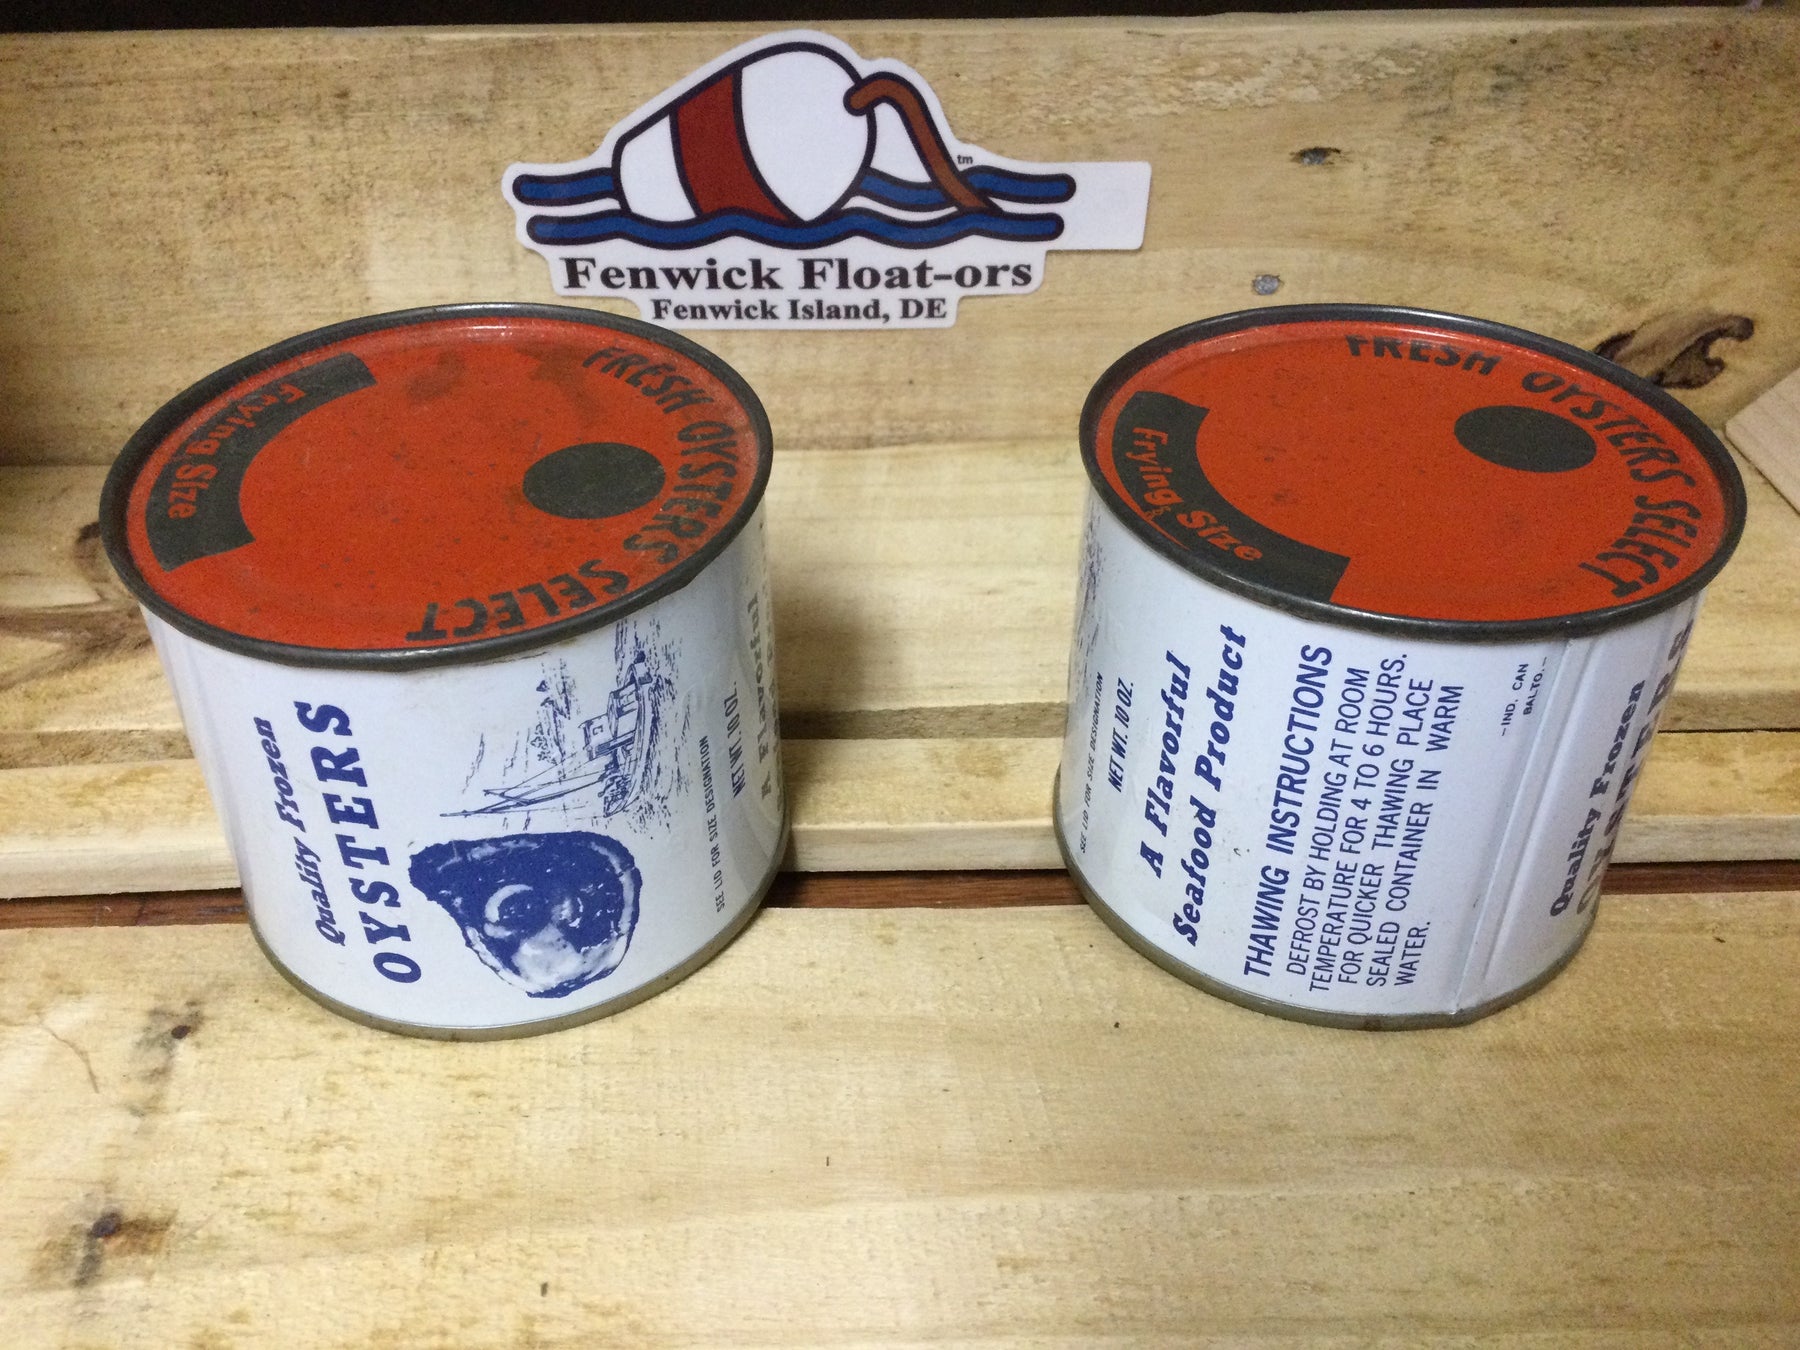 tm
Fenwick Float-ors
Fenwick Island, DE
FRESH OYSTERS SELECT
Frying Size
Quality Frozen
OYSTERS
SEE LID FOR SIZE DESIGNATION
NET WT. 10 OZ.
A Flavorful
FRESH OYSTERS SELECT
Frying Size
SEE LID FOR SIZE DESIGNATION
NET WT. 10 OZ.
A Flavorful
Seafood Product
THAWING INSTRUCTIONS
DEFROST BY HOLDING AT ROOM
TEMPERATURE FOR 4 TO 6 HOURS.
FOR QUICKER THAWING PLACE
SEALED CONTAINER IN WARM
WATER.
-IND. CAN
BALTO.-
Quality Frozen
OYSTERS